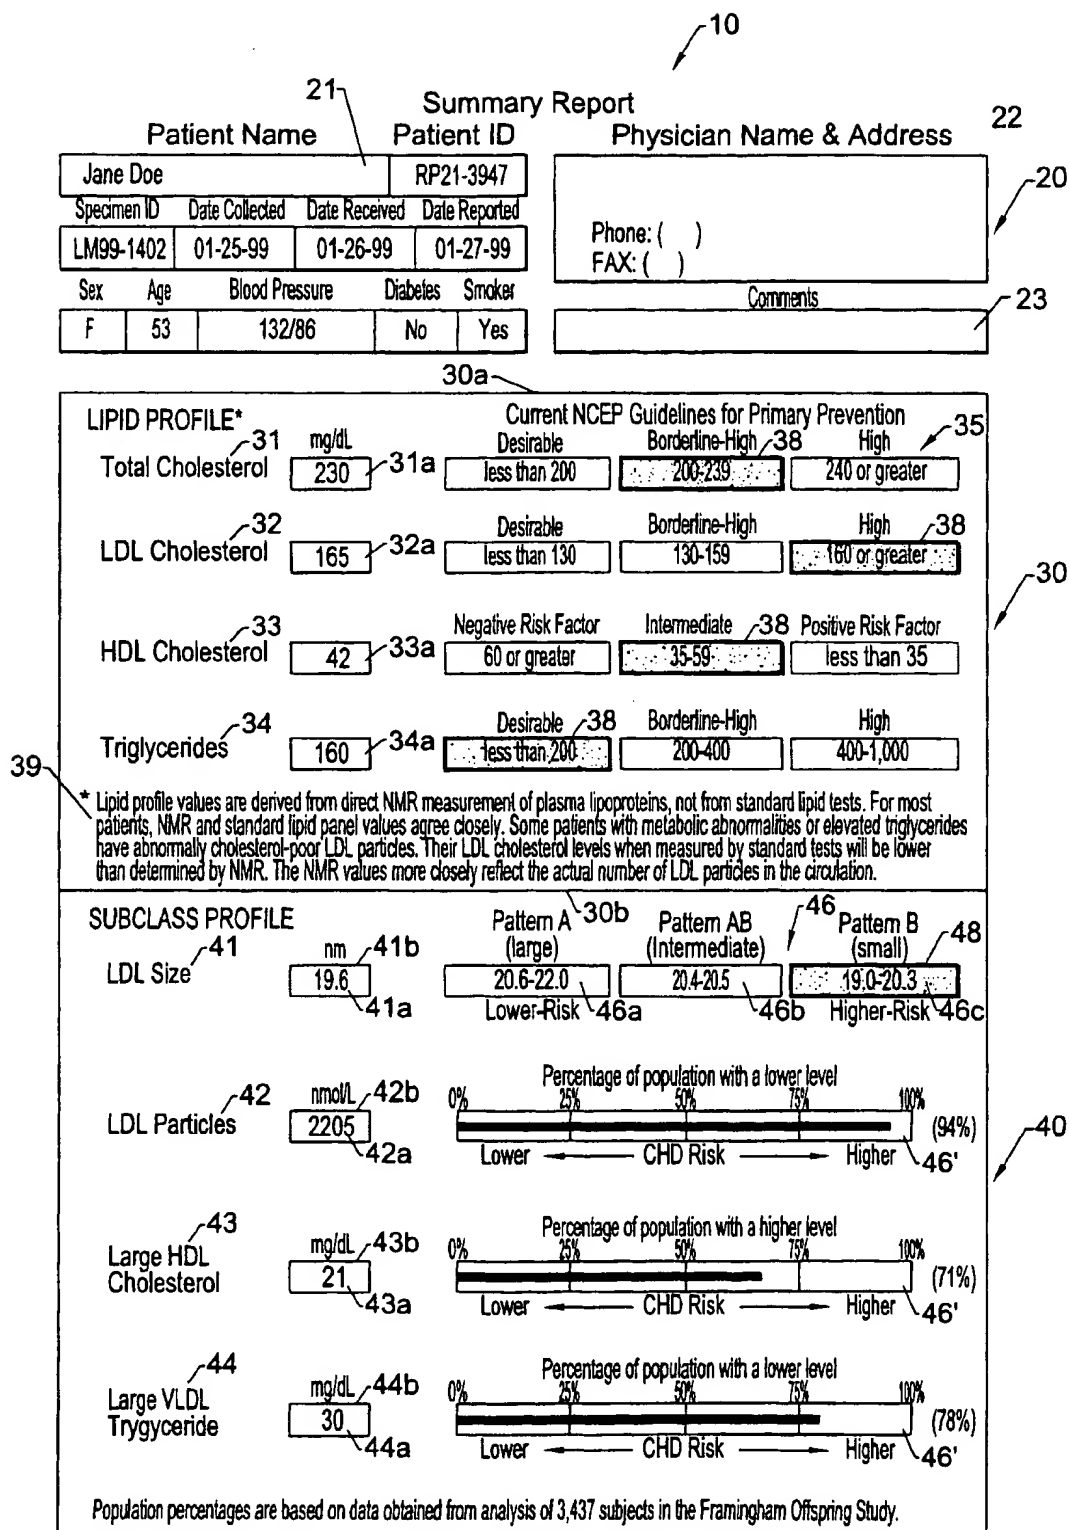 10
21
Summary Report
Patient Name Patient ID Physician Name & Address 22
Jane Doe RP21-3947
20
Specimen ID Date Collected Date Received Date Reported
LM99-1402 01-25-99 01-26-99 01-27-99
Phone: ( )
FAX: ( )
Sex Age Blood Pressure Diabetes Smoker
Comments
23
F 53 132/86 No Yes
30a
LIPID PROFILE* Current NCEP Guidelines for Primary Prevention
31 mg/dL Desirable Borderline-High 38 High 35
Total Cholesterol 230 31a less than 200 200-239 240 or greater
32 Desirable Borderline-High High 38
LDL Cholesterol 165 32a less than 130 130-159 160 or greater
30
33 Negative Risk Factor Intermediate 38 Positive Risk Factor
HDL Cholesterol 42 33a 60 or greater 35-59 less than 35
34 Desirable 38 Borderline-High High
Triglycerides 160 34a less than 200 200-400 400-1,000
39
* Lipid profile values are derived from direct NMR measurement of plasma lipoproteins, not from standard lipid tests. For most
patients, NMR and standard lipid panel values agree closely. Some patients with metabolic abnormalities or elevated triglycerides
have abnormally cholesterol-poor LDL particles. Their LDL cholesterol levels when measured by standard tests will be lower
than determined by NMR. The NMR values more closely reflect the actual number of LDL particles in the circulation.
30b
SUBCLASS PROFILE Pattern A Pattern AB 46 Pattern B
41 nm 41b (large) (Intermediate) (small) 48
LDL Size 19.6 20.6-22.0 20.4-20.5 19.0-20.3
41a Lower-Risk 46a 46b Higher-Risk 46c
Percentage of population with a lower level
42 nmol/L 42b 0% 25% 50% 75% 100%
LDL Particles 2205 (94%)
42a Lower CHD Risk Higher 46'
40
43 Percentage of population with a higher level
Large HDL mg/dL 43b 0% 25% 50% 75% 100%
Cholesterol 21 (71%)
43a Lower CHD Risk Higher 46'
44 Percentage of population with a lower level
Large VLDL mg/dL 44b 0% 25% 50% 75% 100%
Trygyceride 30 (78%)
44a Lower CHD Risk Higher 46'
Population percentages are based on data obtained from analysis of 3,437 subjects in the Framingham Offspring Study.